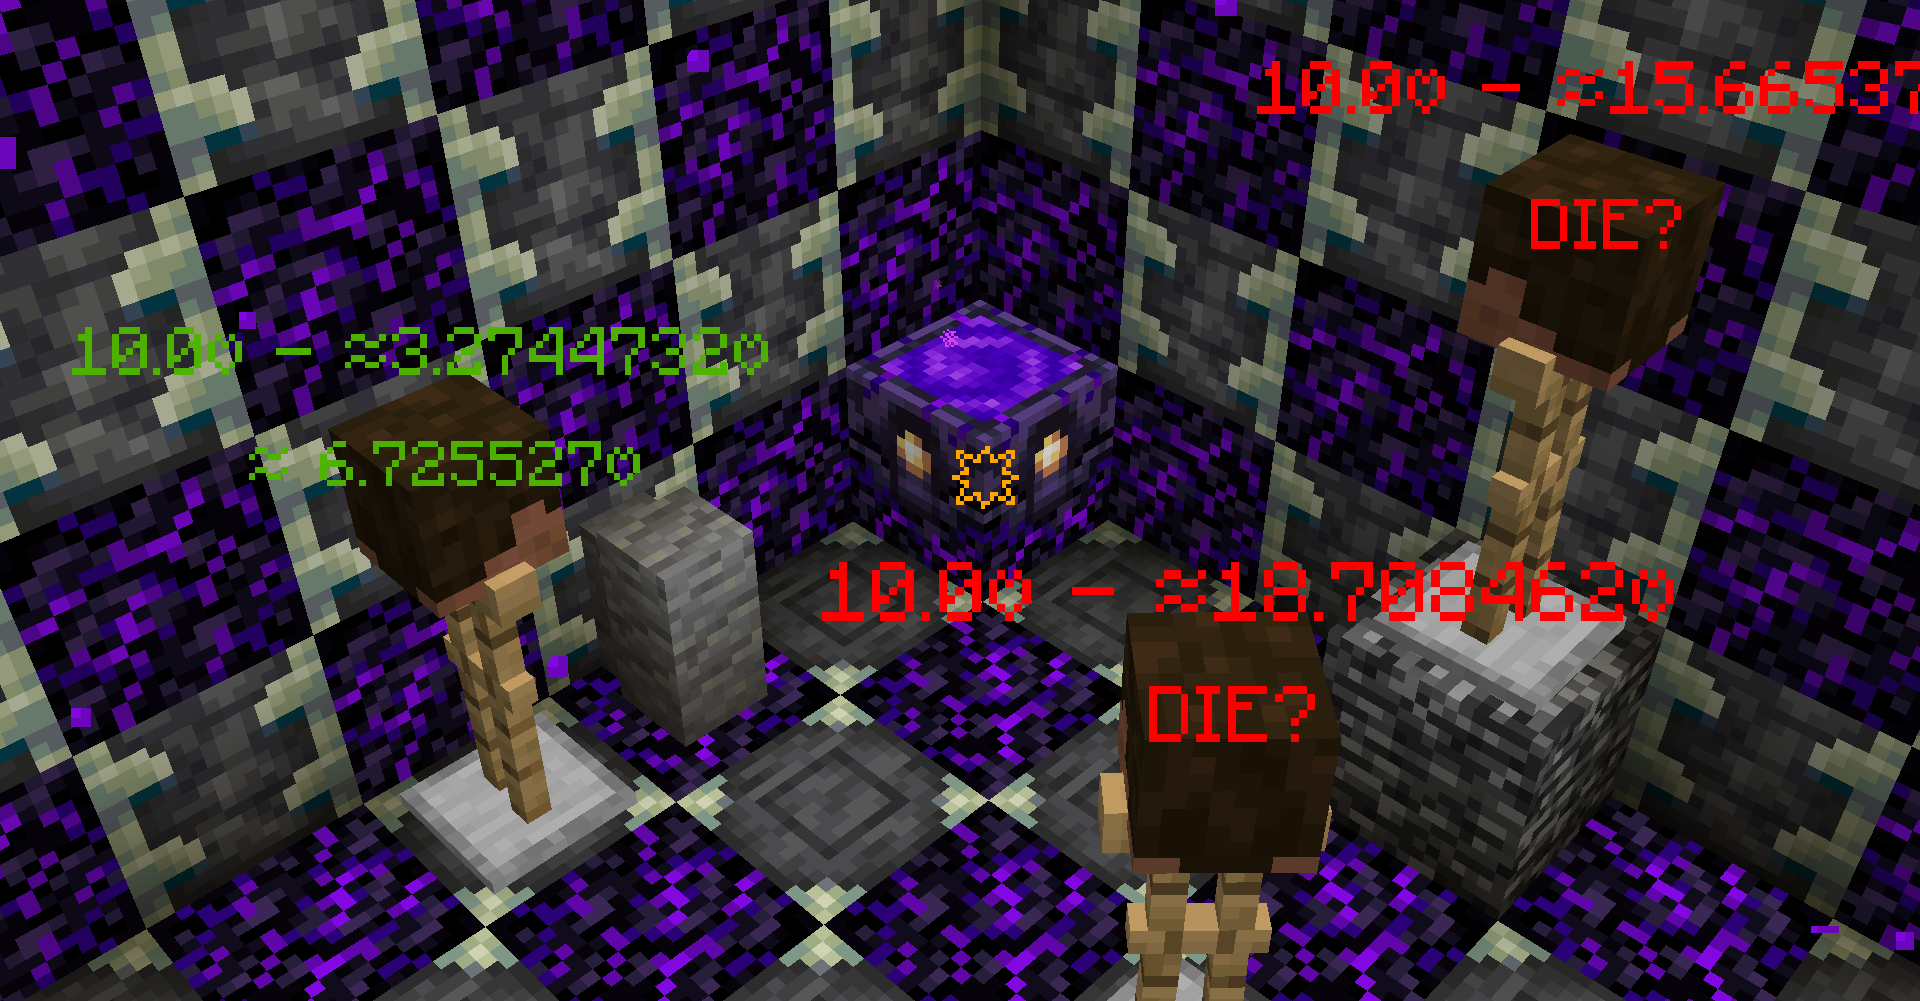 10.0♡ — ≈15.66537
DIE?
10.0♡ — ≈3.2744732♡
≈ 6.725527♡
10.0♡ — ≈18.708462♡
DIE?